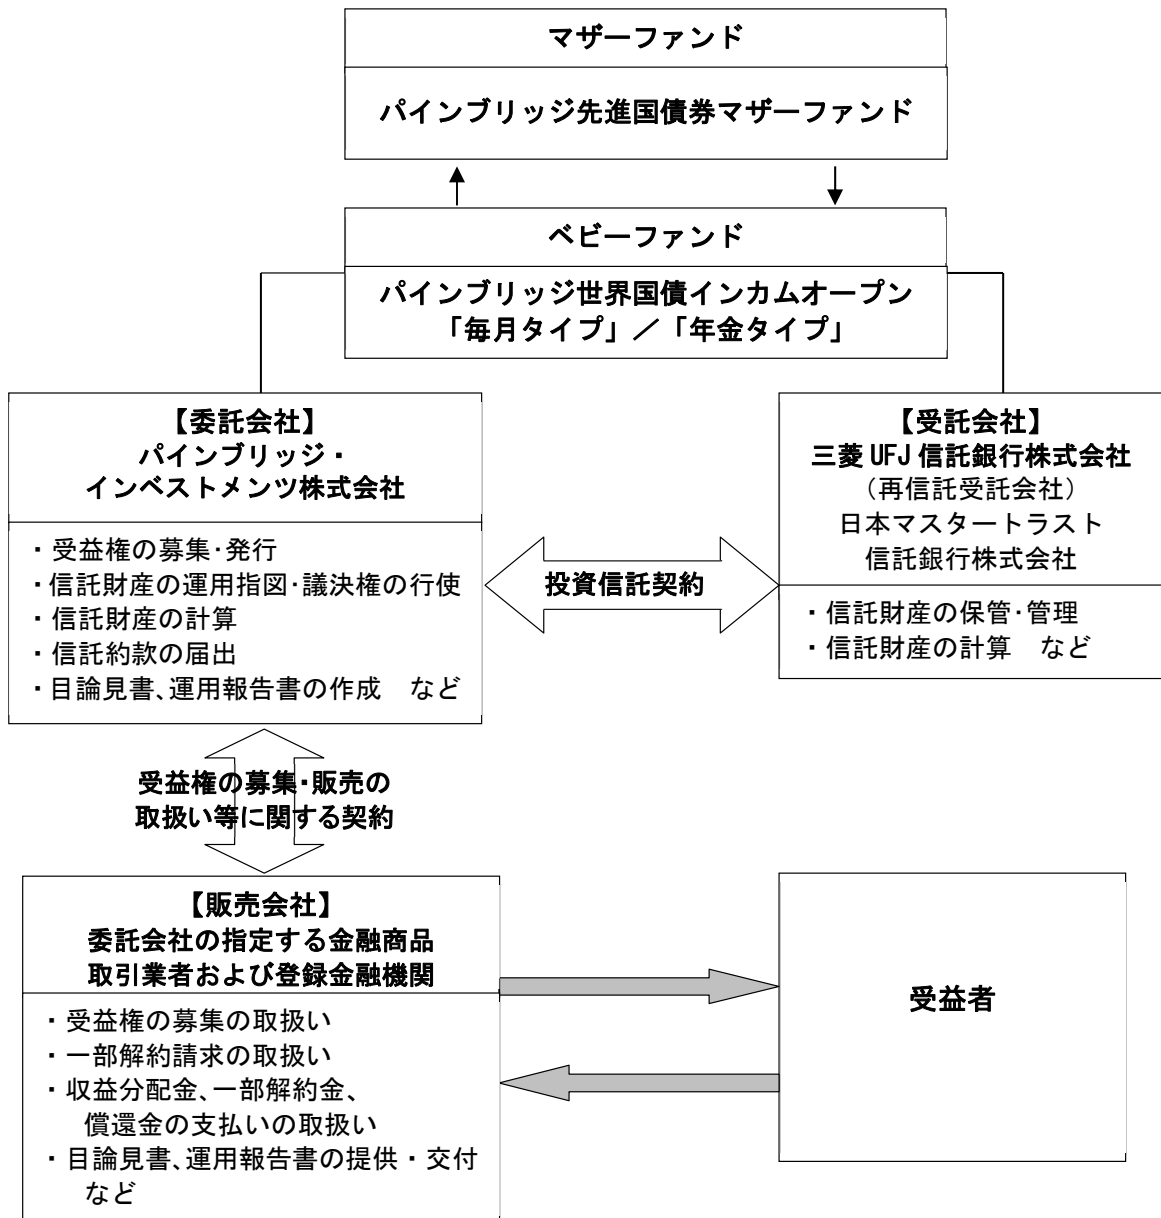 マザーファンド
パインブリッジ先進国債券マザーファンド
ベビーファンド
パインブリッジ世界国債インカムオープン
「毎月タイプ」／「年金タイプ」
【委託会社】
パインブリッジ・
インベストメンツ株式会社
・受益権の募集・発行
・信託財産の運用指図・議決権の行使
・信託財産の計算
・信託約款の届出
・目論見書、運用報告書の作成　など
投資信託契約
【受託会社】
三菱 UFJ 信託銀行株式会社
（再信託受託会社）
日本マスタートラスト
信託銀行株式会社
・信託財産の保管・管理
・信託財産の計算　など
受益権の募集・販売の
取扱い等に関する契約
【販売会社】
委託会社の指定する金融商品
取引業者および登録金融機関
・受益権の募集の取扱い
・一部解約請求の取扱い
・収益分配金、一部解約金、
償還金の支払いの取扱い
・目論見書、運用報告書の提供・交付
など
受益者